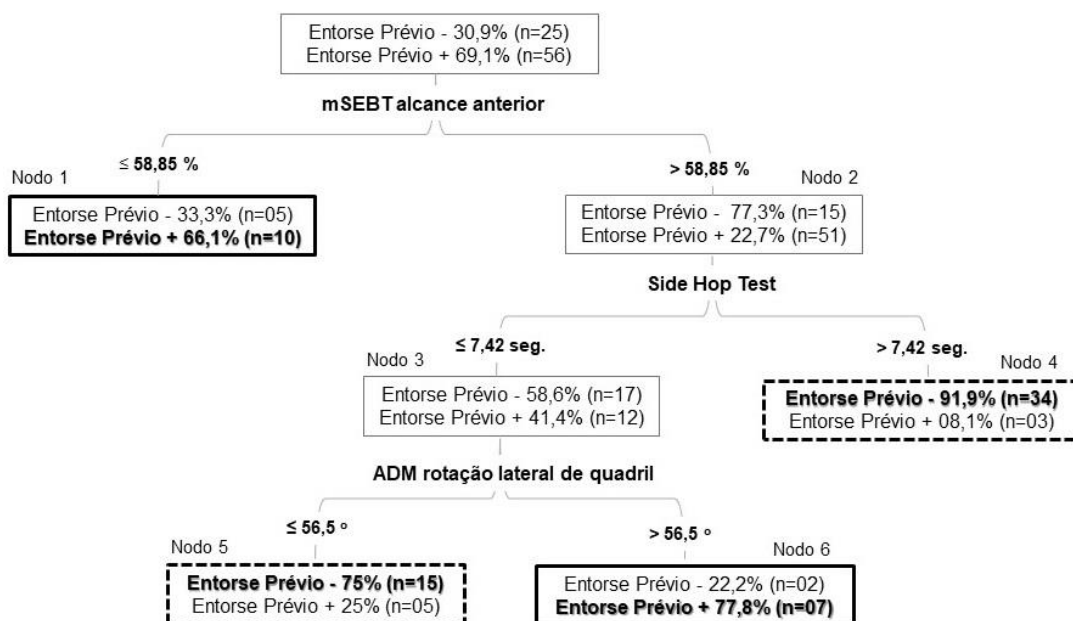 Entorse Prévio - 30,9% (n=25)
Entorse Prévio + 69,1% (n=56)
mSEBT alcance anterior
≤ 58,85 %
> 58,85 %
Nodo 1
Nodo 2
Entorse Prévio - 33,3% (n=05)
Entorse Prévio + 66,1% (n=10)
Entorse Prévio - 77,3% (n=15)
Entorse Prévio + 22,7% (n=51)
Side Hop Test
≤ 7,42 seg.
> 7,42 seg.
Nodo 3
Nodo 4
Entorse Prévio - 58,6% (n=17)
Entorse Prévio + 41,4% (n=12)
Entorse Prévio - 91,9% (n=34)
Entorse Prévio + 08,1% (n=03)
ADM rotação lateral de quadril
≤ 56,5 º
> 56,5 º
Nodo 5
Nodo 6
Entorse Prévio - 75% (n=15)
Entorse Prévio + 25% (n=05)
Entorse Prévio - 22,2% (n=02)
Entorse Prévio + 77,8% (n=07)